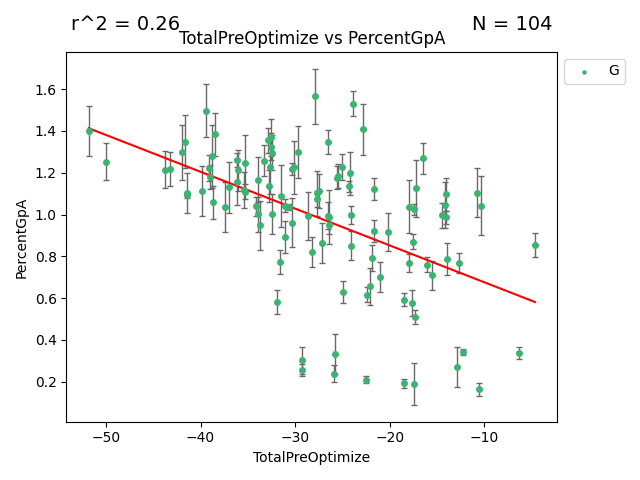 r^2 = 0.26
N = 104
TotalPreOptimize vs PercentGpA
G
PercentGpA
1.6
1.4
1.2
1.0
0.8
0.6
0.4
0.2
−50 −40 −30 −20 −10
TotalPreOptimize